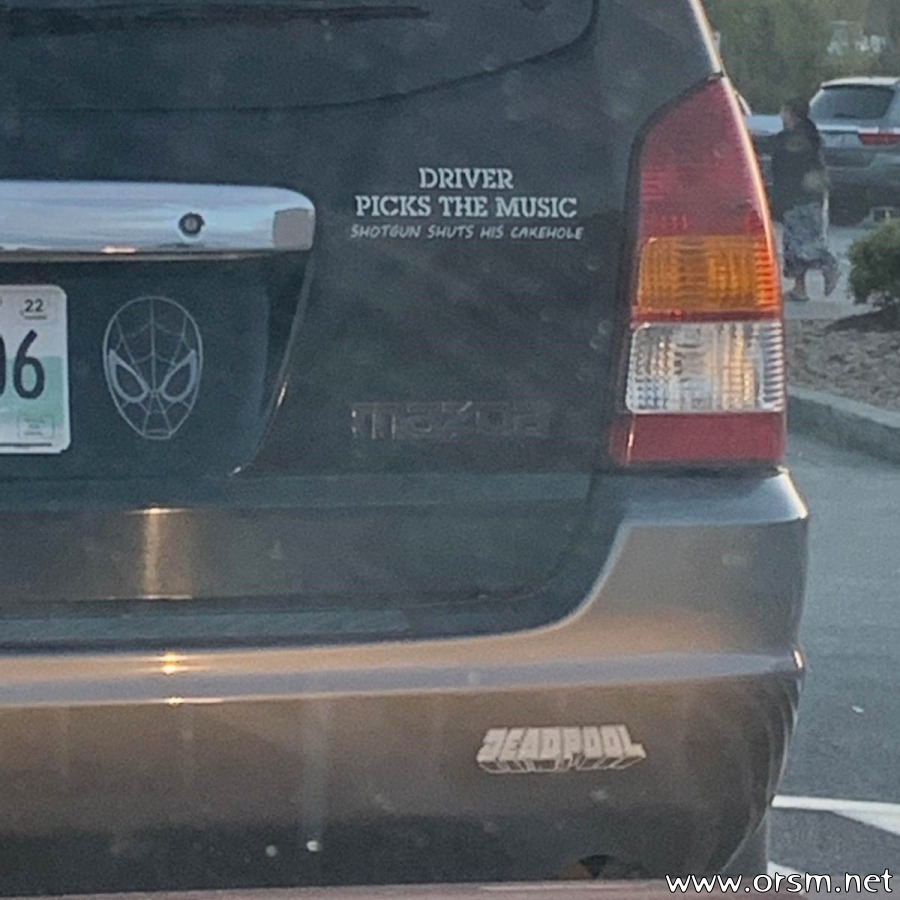 DRIVER
PICKS THE MUSIC
SHOTGUN SHUTS HIS CAKEHOLE
22
06
mazda
DEADPOOL
www.orsm.net